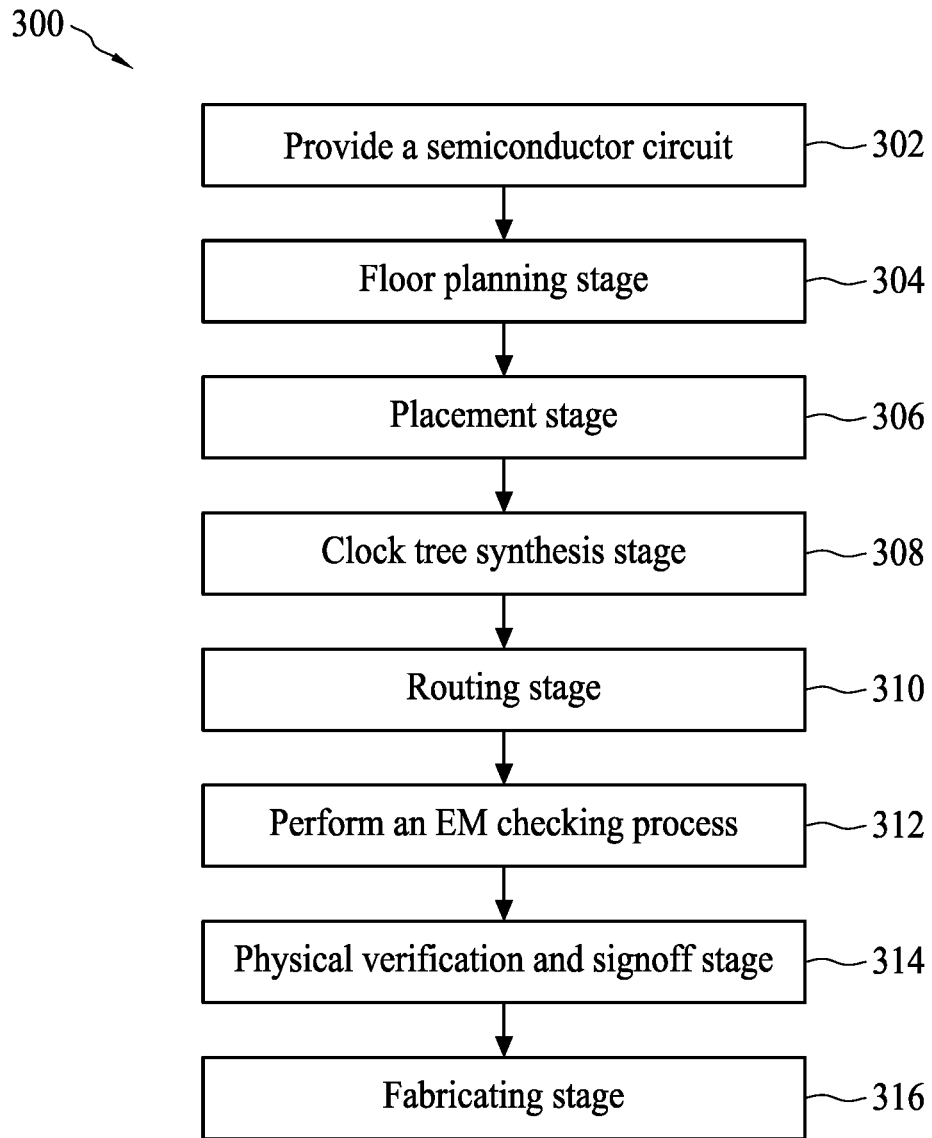 300
Provide a semiconductor circuit 302
Floor planning stage 304
Placement stage 306
Clock tree synthesis stage 308
Routing stage 310
Perform an EM checking process 312
Physical verification and signoff stage 314
Fabricating stage 316